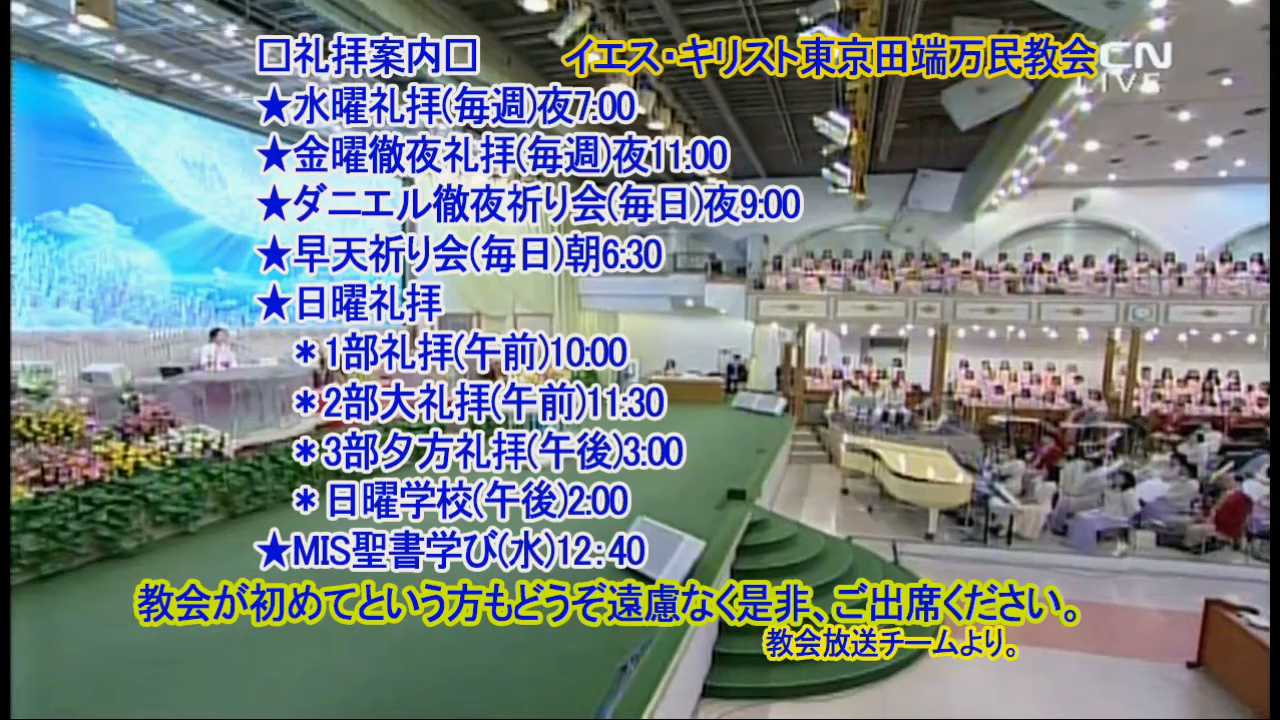 □礼拝案内□ イエス・キリスト東京田端万民教会 CN
LIVE
★水曜礼拝(毎週)夜7:00
★金曜徹夜礼拝(毎週)夜11:00
★ダニエル徹夜祈り会(毎日)夜9:00
★早天祈り会(毎日)朝6:30
★日曜礼拝
＊1部礼拝(午前)10:00
＊2部大礼拝(午前)11:30
＊3部夕方礼拝(午後)3:00
＊日曜学校(午後)2:00
★MIS聖書学び(水)12:40
教会が初めてという方もどうぞ遠慮なく是非、ご出席ください。
教会放送チームより。